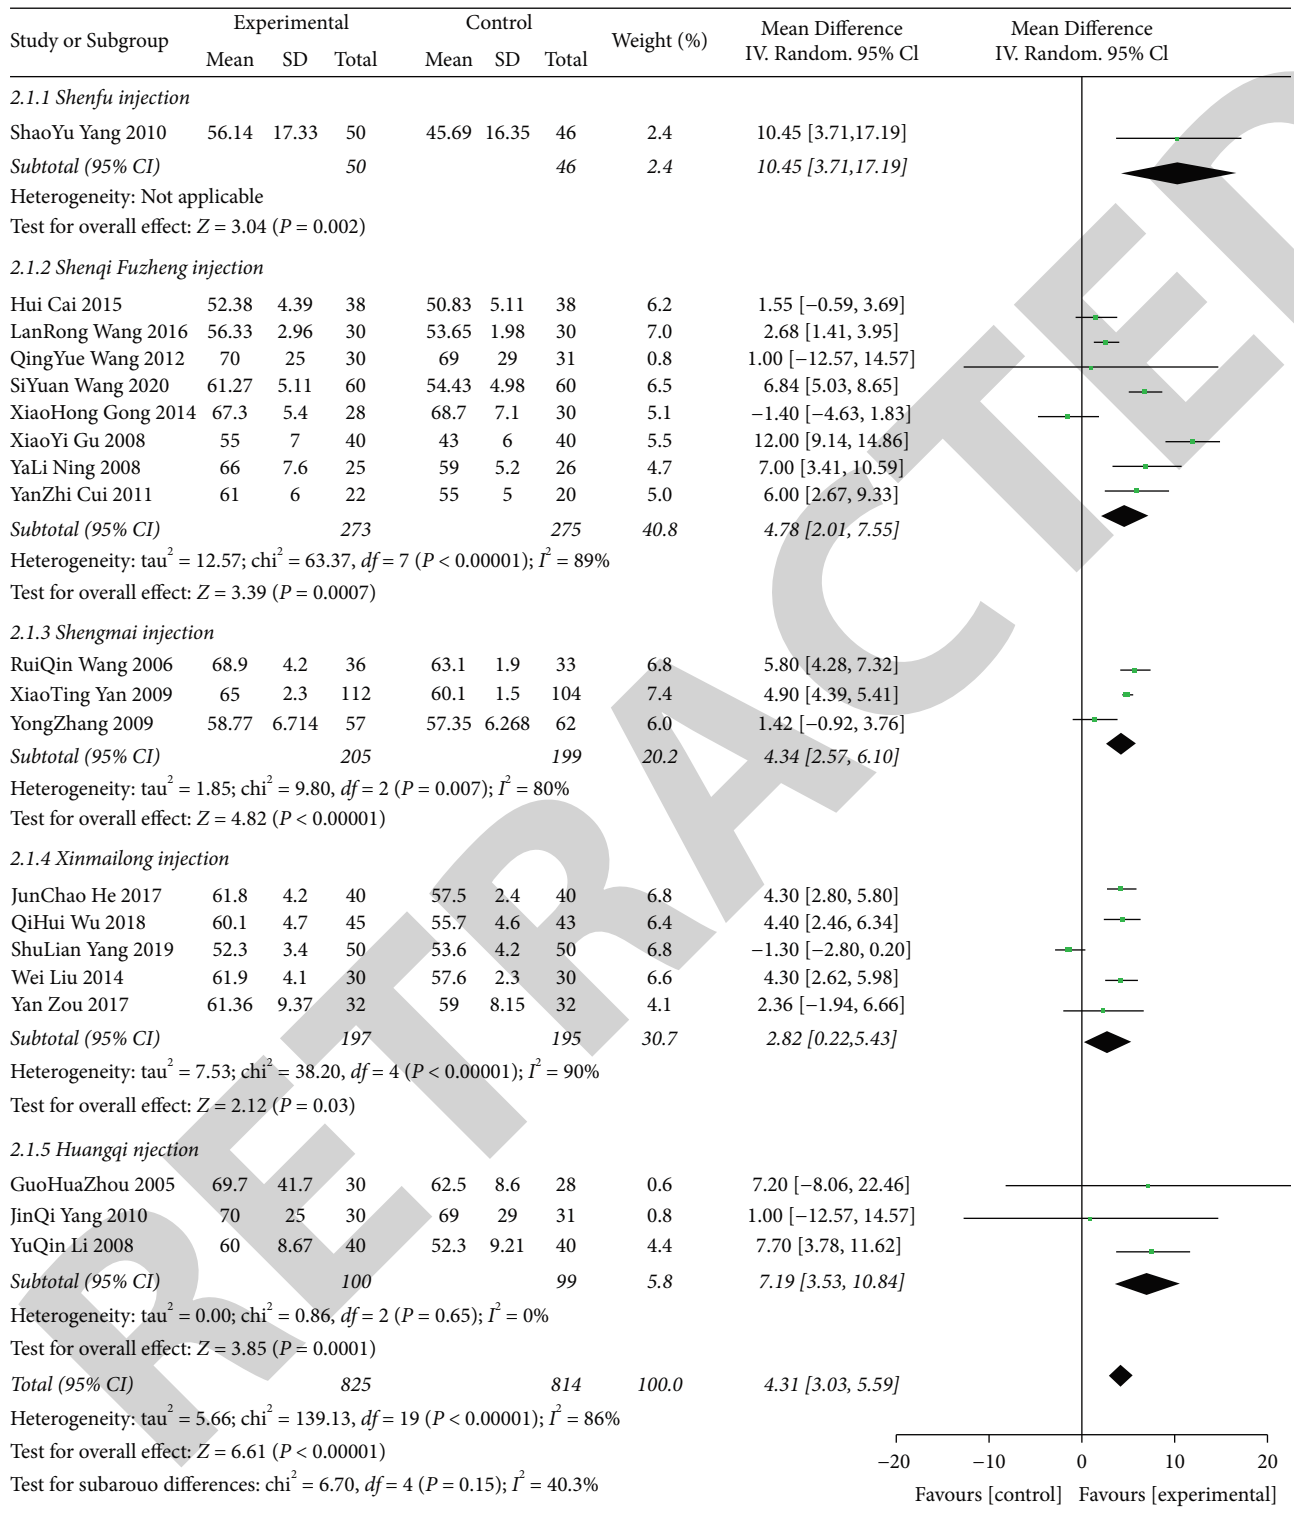 Study or Subgroup Experimental Control Weight (%) Mean Difference Mean Difference
Mean SD Total Mean SD Total IV. Random. 95% CI IV. Random. 95% CI
2.1.1 Shenfu injection
ShaoYu Yang 2010 56.14 17.33 50 45.69 16.35 46 2.4 10.45 [3.71,17.19]
Subtotal (95% CI) 50 46 2.4 10.45 [3.71,17.19]
Heterogeneity: Not applicable
Test for overall effect: Z = 3.04 (P = 0.002)
2.1.2 Shenqi Fuzheng injection
Hui Cai 2015 52.38 4.39 38 50.83 5.11 38 6.2 1.55 [−0.59, 3.69]
LanRong Wang 2016 56.33 2.96 30 53.65 1.98 30 7.0 2.68 [1.41, 3.95]
QingYue Wang 2012 70 25 30 69 29 31 0.8 1.00 [−12.57, 14.57]
SiYuan Wang 2020 61.27 5.11 60 54.43 4.98 60 6.5 6.84 [5.03, 8.65]
XiaoHong Gong 2014 67.3 5.4 28 68.7 7.1 30 5.1 −1.40 [−4.63, 1.83]
XiaoYi Gu 2008 55 7 40 43 6 40 5.5 12.00 [9.14, 14.86]
YaLi Ning 2008 66 7.6 25 59 5.2 26 4.7 7.00 [3.41, 10.59]
YanZhi Cui 2011 61 6 22 55 5 20 5.0 6.00 [2.67, 9.33]
Subtotal (95% CI) 273 275 40.8 4.78 [2.01, 7.55]
Heterogeneity: tau² = 12.57; chi² = 63.37, df = 7 (P < 0.00001); I² = 89%
Test for overall effect: Z = 3.39 (P = 0.0007)
2.1.3 Shengmai injection
RuiQin Wang 2006 68.9 4.2 36 63.1 1.9 33 6.8 5.80 [4.28, 7.32]
XiaoTing Yan 2009 65 2.3 112 60.1 1.5 104 7.4 4.90 [4.39, 5.41]
YongZhang 2009 58.77 6.714 57 57.35 6.268 62 6.0 1.42 [−0.92, 3.76]
Subtotal (95% CI) 205 199 20.2 4.34 [2.57, 6.10]
Heterogeneity: tau² = 1.85; chi² = 9.80, df = 2 (P = 0.007); I² = 80%
Test for overall effect: Z = 4.82 (P < 0.00001)
2.1.4 Xinmailong injection
JunChao He 2017 61.8 4.2 40 57.5 2.4 40 6.8 4.30 [2.80, 5.80]
QiHui Wu 2018 60.1 4.7 45 55.7 4.6 43 6.4 4.40 [2.46, 6.34]
ShuLian Yang 2019 52.3 3.4 50 53.6 4.2 50 6.8 −1.30 [−2.80, 0.20]
Wei Liu 2014 61.9 4.1 30 57.6 2.3 30 6.6 4.30 [2.62, 5.98]
Yan Zou 2017 61.36 9.37 32 59 8.15 32 4.1 2.36 [−1.94, 6.66]
Subtotal (95% CI) 197 195 30.7 2.82 [0.22,5.43]
Heterogeneity: tau² = 7.53; chi² = 38.20, df = 4 (P < 0.00001); I² = 90%
Test for overall effect: Z = 2.12 (P = 0.03)
2.1.5 Huangqi njection
GuoHuaZhou 2005 69.7 41.7 30 62.5 8.6 28 0.6 7.20 [−8.06, 22.46]
JinQi Yang 2010 70 25 30 69 29 31 0.8 1.00 [−12.57, 14.57]
YuQin Li 2008 60 8.67 40 52.3 9.21 40 4.4 7.70 [3.78, 11.62]
Subtotal (95% CI) 100 99 5.8 7.19 [3.53, 10.84]
Heterogeneity: tau² = 0.00; chi² = 0.86, df = 2 (P = 0.65); I² = 0%
Test for overall effect: Z = 3.85 (P = 0.0001)
Total (95% CI) 825 814 100.0 4.31 [3.03, 5.59]
Heterogeneity: tau² = 5.66; chi² = 139.13, df = 19 (P < 0.00001); I² = 86%
Test for overall effect: Z = 6.61 (P < 0.00001)
Test for subarouo differences: chi² = 6.70, df = 4 (P = 0.15); I² = 40.3%
−20 −10 0 10 20
Favours [control] Favours [experimental]
RETRACTED